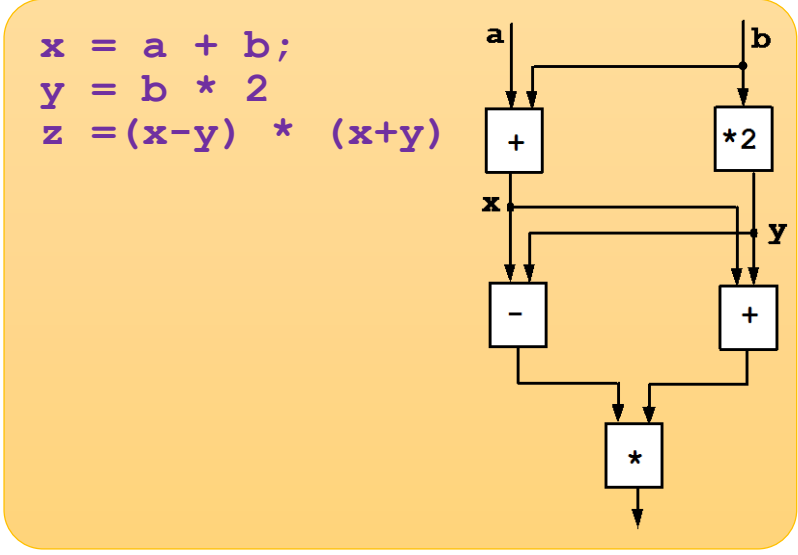 x = a + b;
y = b * 2
z =(x-y) * (x+y)
a
b
+
*2
x
y
-
+
*